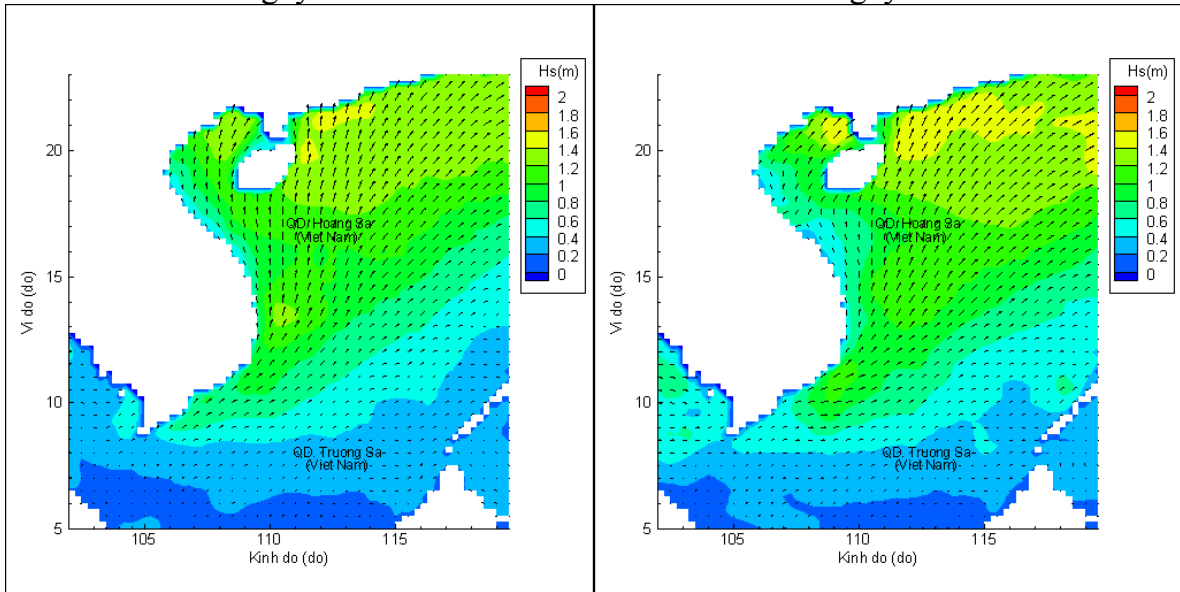 Hs(m)
2
1.8
1.6
1.4
1.2
1
0.8
0.6
0.4
0.2
0
20
15
10
5
Vi do (do)
QD. Hoang Sa
(Viet Nam)
QD. Truong Sa
(Viet Nam)
105
110
115
Kinh do (do)
Hs(m)
2
1.8
1.6
1.4
1.2
1
0.8
0.6
0.4
0.2
0
20
15
10
5
Vi do (do)
QD. Hoang Sa
(Viet Nam)
QD. Truong Sa
(Viet Nam)
105
110
115
Kinh do (do)